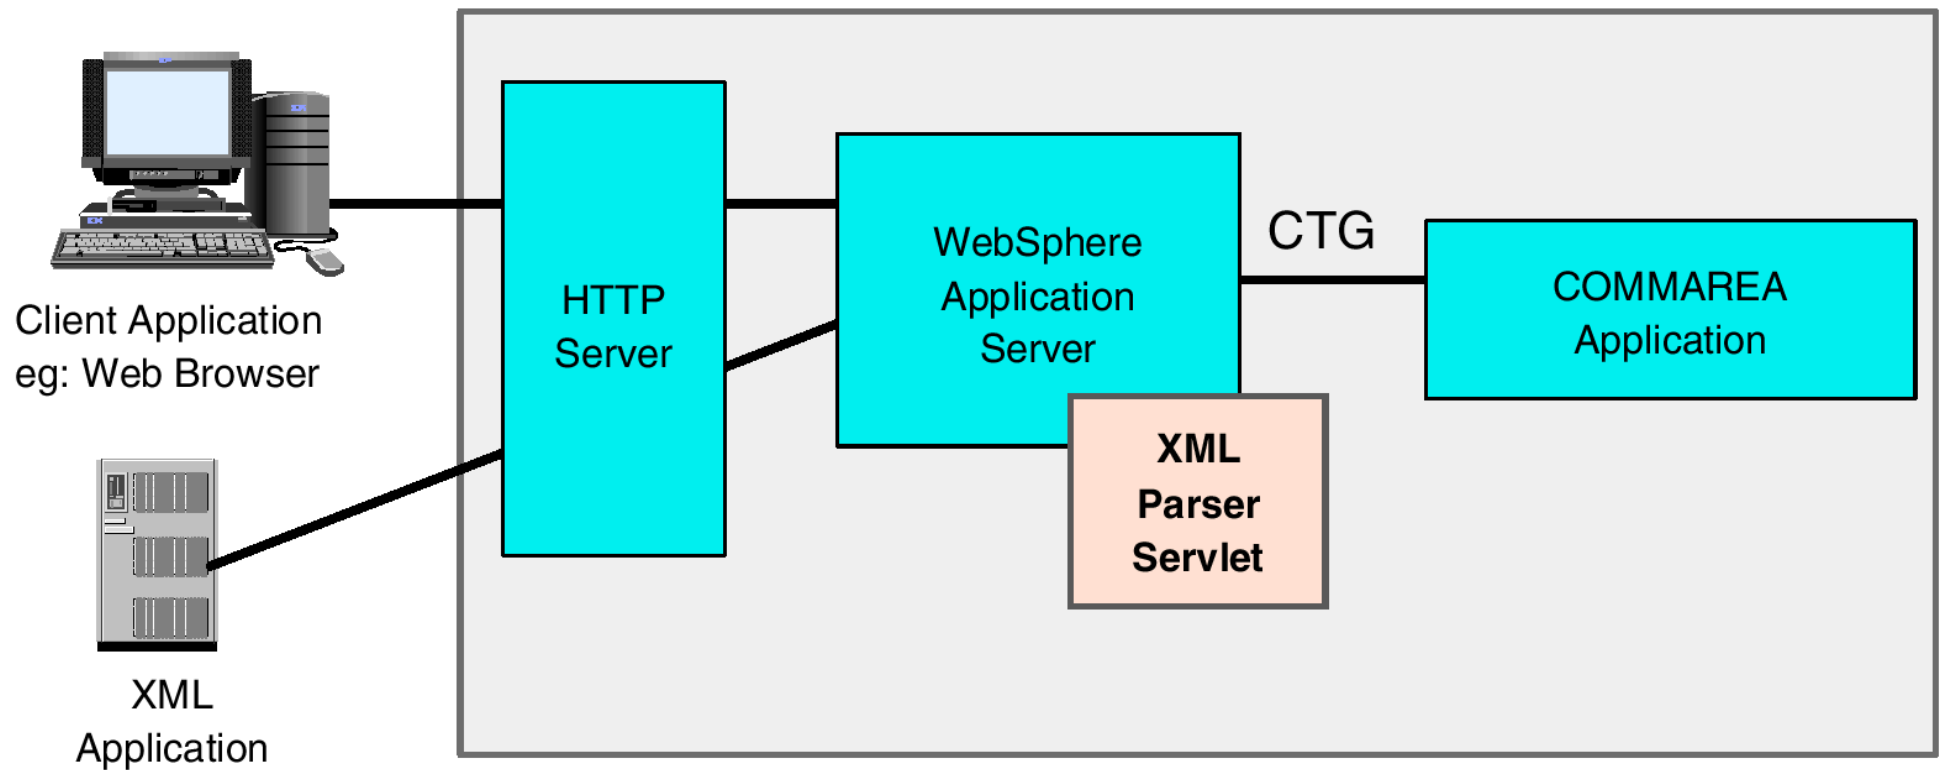 Client Application
eg: Web Browser
XML
Application
HTTP
Server
WebSphere
Application
Server
XML
Parser
Servlet
CTG
COMMAREA
Application